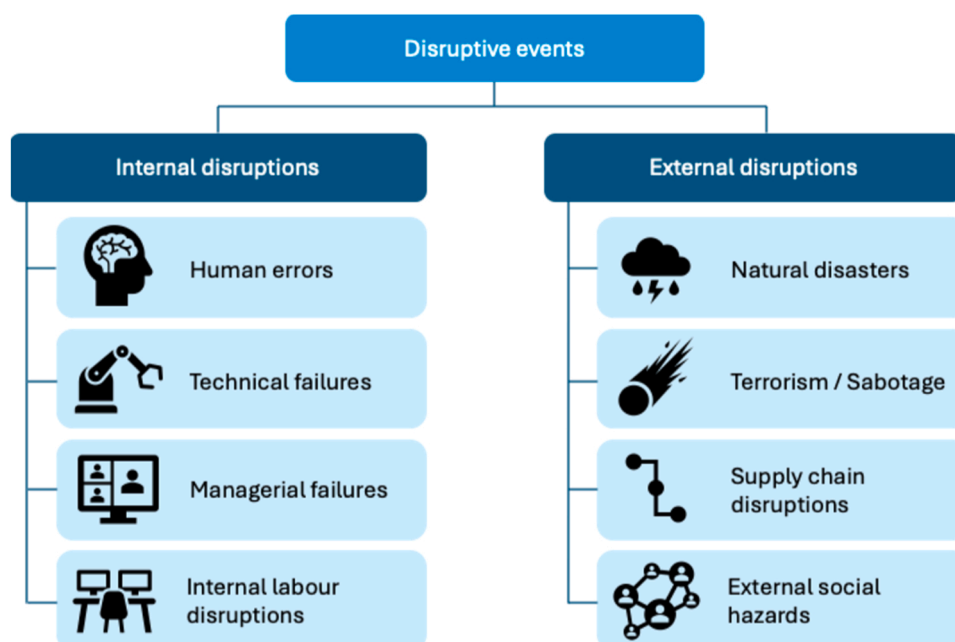 Disruptive events
Internal disruptions
Human errors
Technical failures
Managerial failures
Internal labour
disruptions
External disruptions
Natural disasters
Terrorism / Sabotage
Supply chain
disruptions
External social
hazards